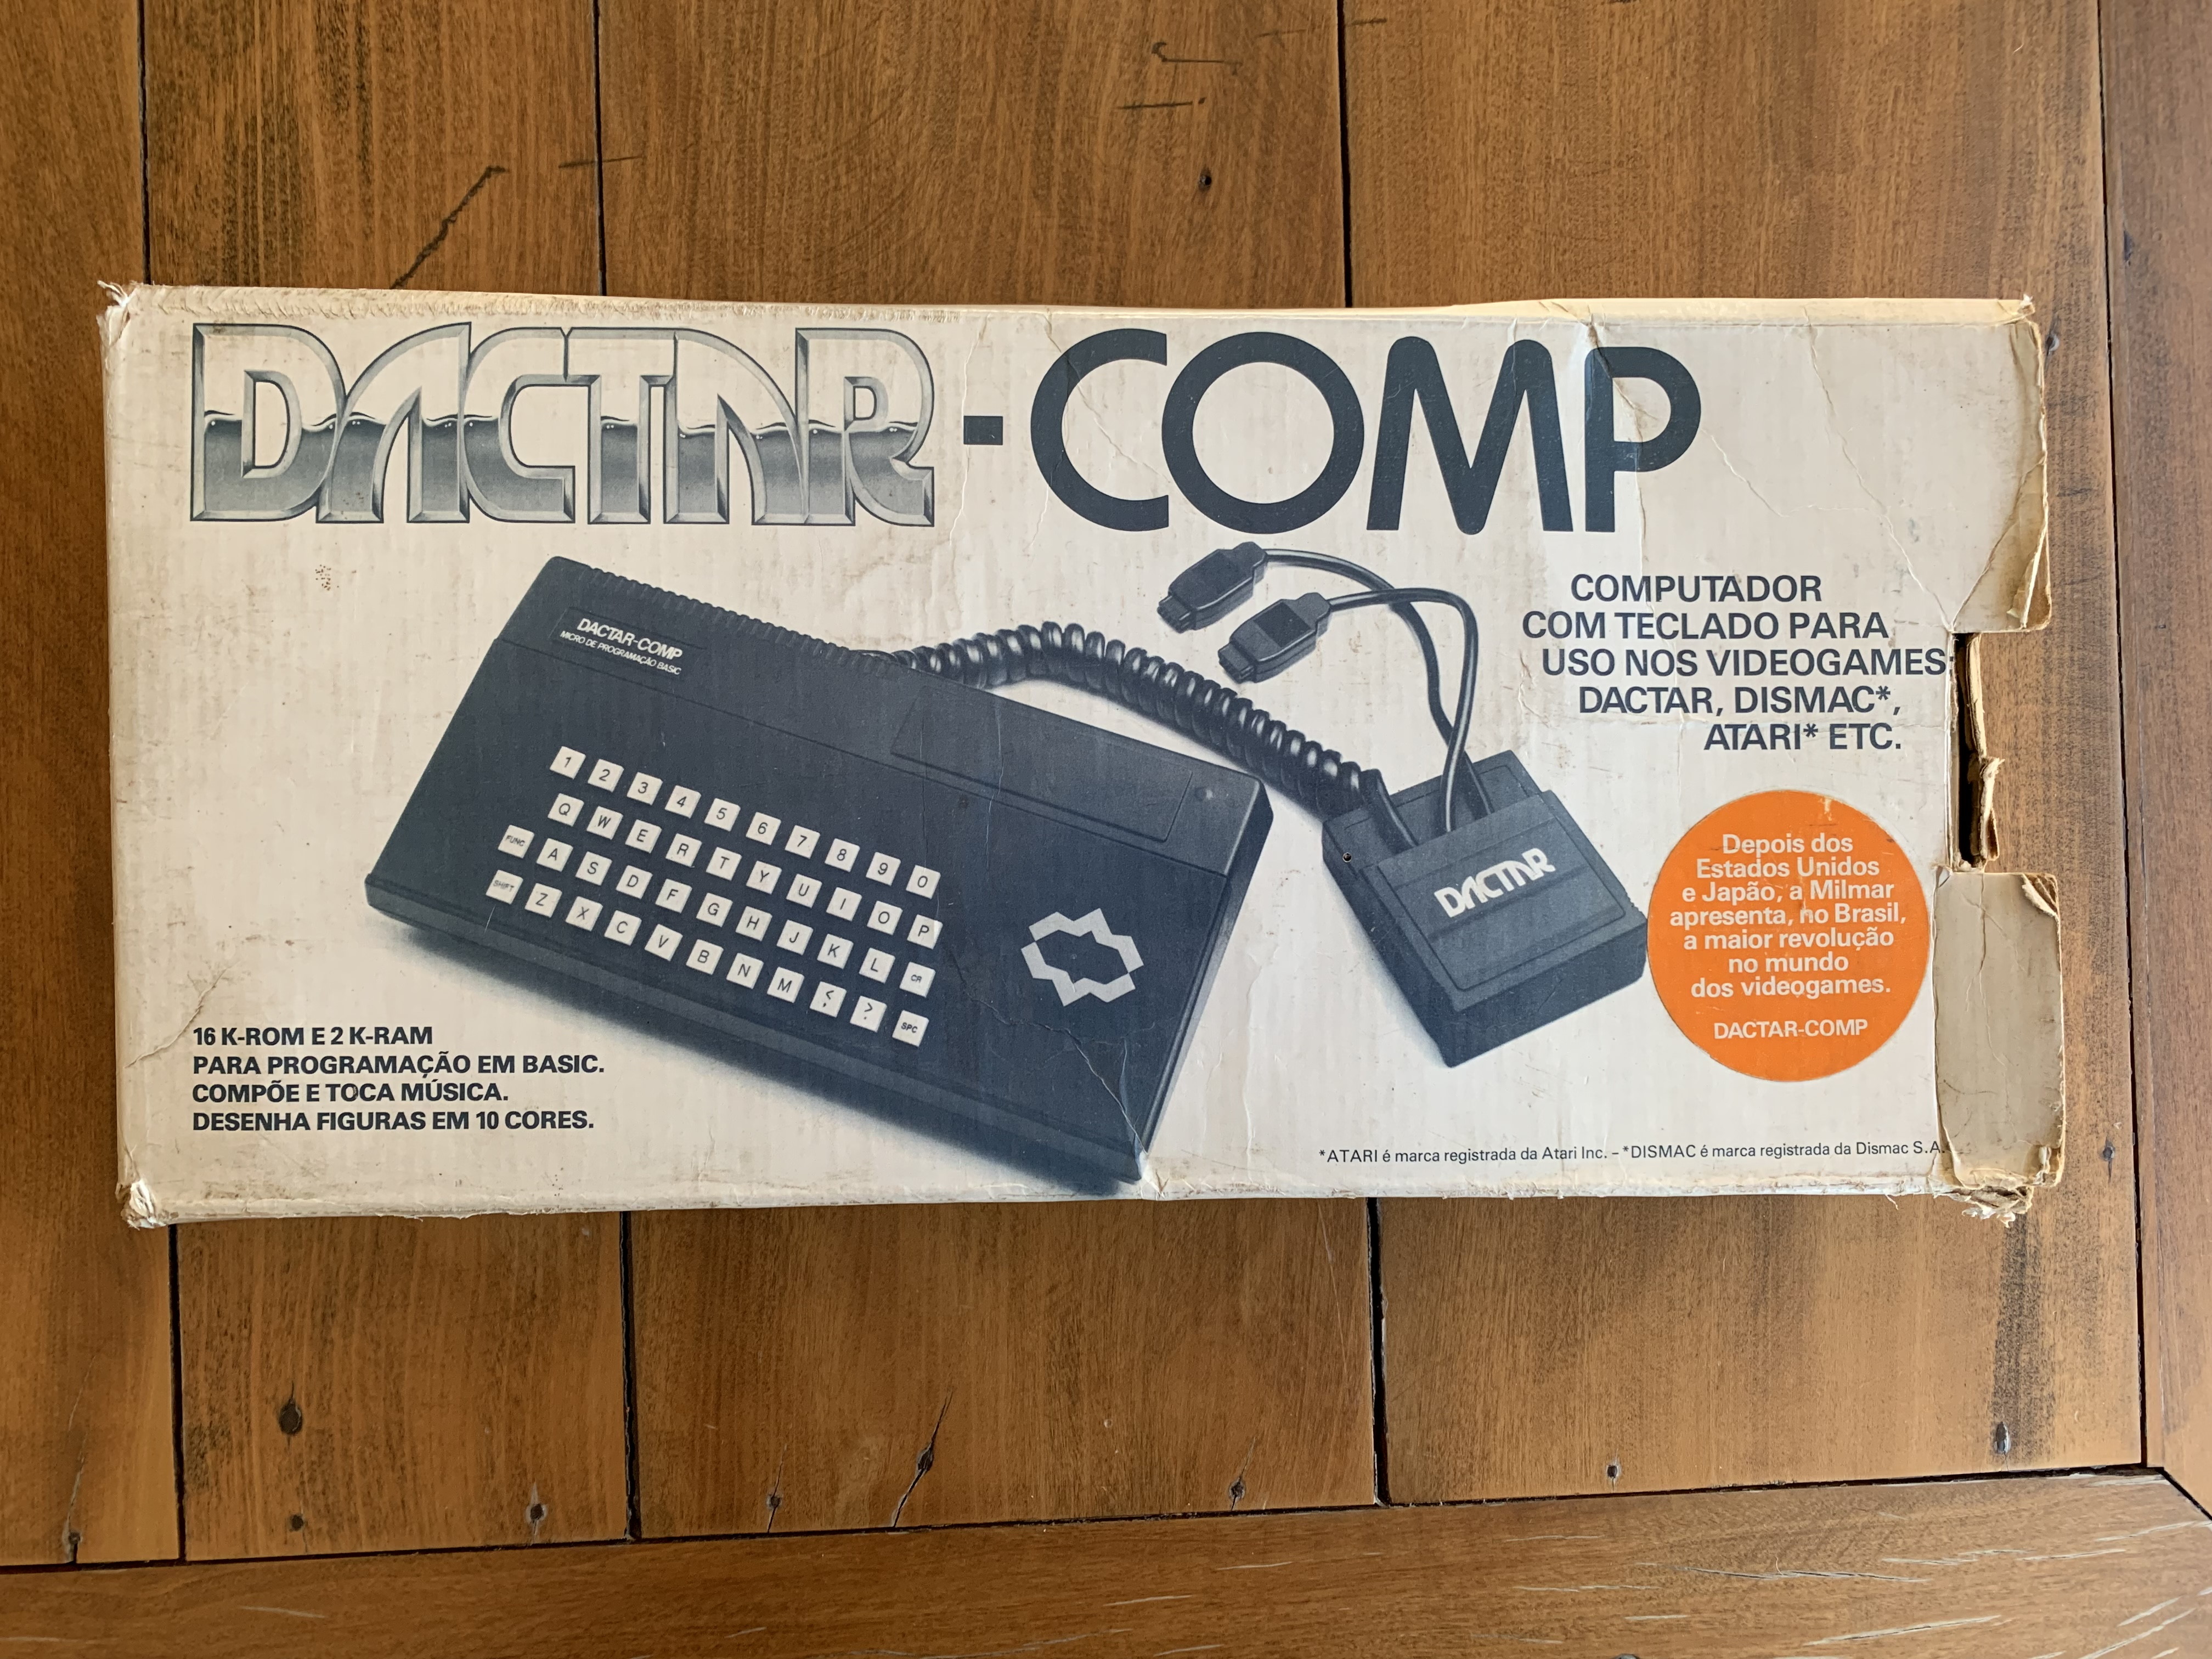 DACTAR-COMP
COMPUTADOR
COM TECLADO PARA
USO NOS VIDEOGAMES
DACTAR, DISMAC*,
ATARI* ETC.
DACTAR-COMP
MICRO DE PROGRAMAÇÃO BASIC
1 2 3 4 5 6 7 8 9 0
Q W E R T Y U I O P
FUNC A S D F G H J K L CR
SHIFT Z X C V B N M < ? SPC
DACTAR
Depois dos
Estados Unidos
e Japão, a Milmar
apresenta, no Brasil,
a maior revolução
no mundo
dos videogames.
DACTAR-COMP
16 K-ROM E 2 K-RAM
PARA PROGRAMAÇÃO EM BASIC.
COMPÕE E TOCA MÚSICA.
DESENHA FIGURAS EM 10 CORES.
*ATARI é marca registrada da Atari Inc. – *DISMAC é marca registrada da Dismac S.A.